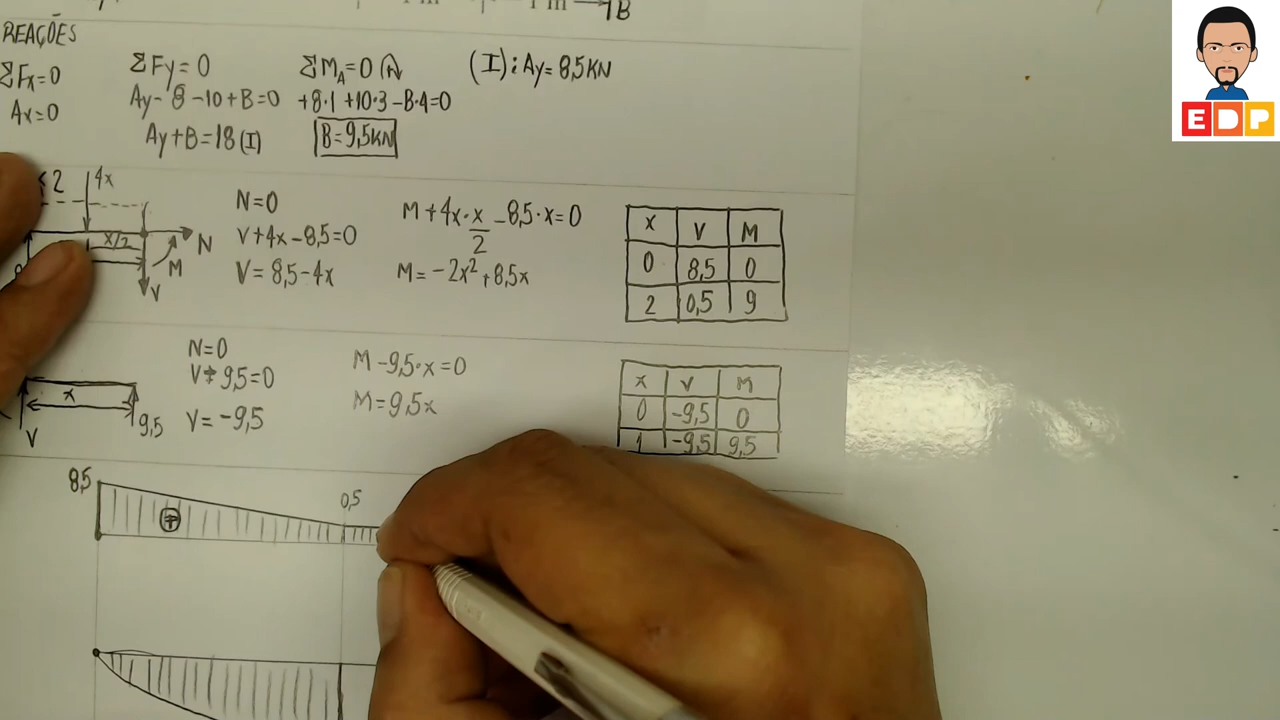 1 m
B
REAÇÕES
ΣFx=0
Ax=0
ΣFy=0
Ay-8-10+B=0
Ay+B=18(I)
ΣM_A=0
+8·1+10·3-B·4=0
B=9,5KN
(I): Ay=8,5KN
2
4x
x/2
N
M
V
N=0
V+4x-8,5=0
V=8,5-4x
M+4x·x/2-8,5·x=0
M=-2x²+8,5x
x V M
0 8,5 0
2 0,5 9
x
V
9,5
N=0
V+9,5=0
V=-9,5
M-9,5·x=0
M=9,5x
x V M
0 -9,5 0
1 -9,5 9,5
8,5
+
0,5
EDP